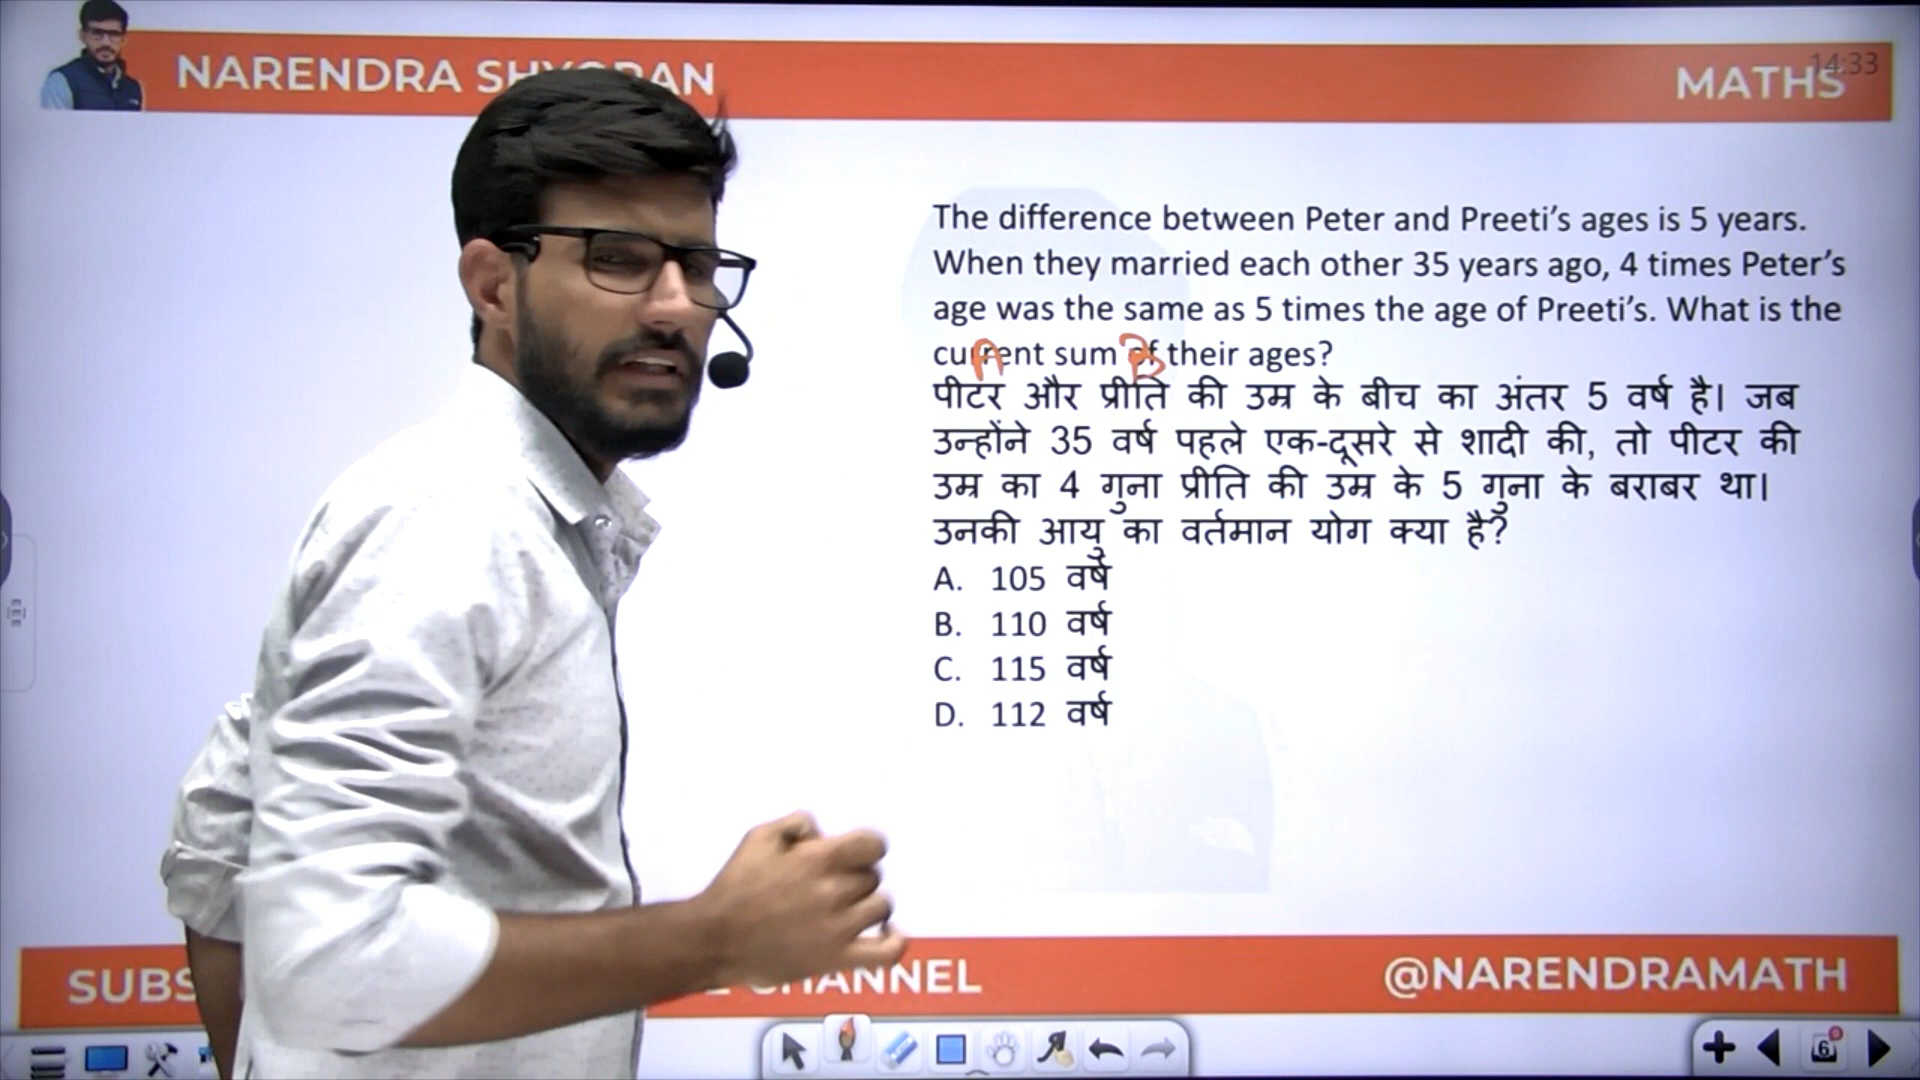 NARENDRA SHYORAN
MATHS
14:33
The difference between Peter and Preeti’s ages is 5 years.
When they married each other 35 years ago, 4 times Peter’s
age was the same as 5 times the age of Preeti’s. What is the
current sum of their ages?
A B
पीटर और प्रीति की उम्र के बीच का अंतर 5 वर्ष है। जब
उन्होंने 35 वर्ष पहले एक-दूसरे से शादी की, तो पीटर की
उम्र का 4 गुना प्रीति की उम्र के 5 गुना के बराबर था।
उनकी आयु का वर्तमान योग क्या है?
A. 105 वर्ष
B. 110 वर्ष
C. 115 वर्ष
D. 112 वर्ष
CHANNEL
@NARENDRAMATH
6